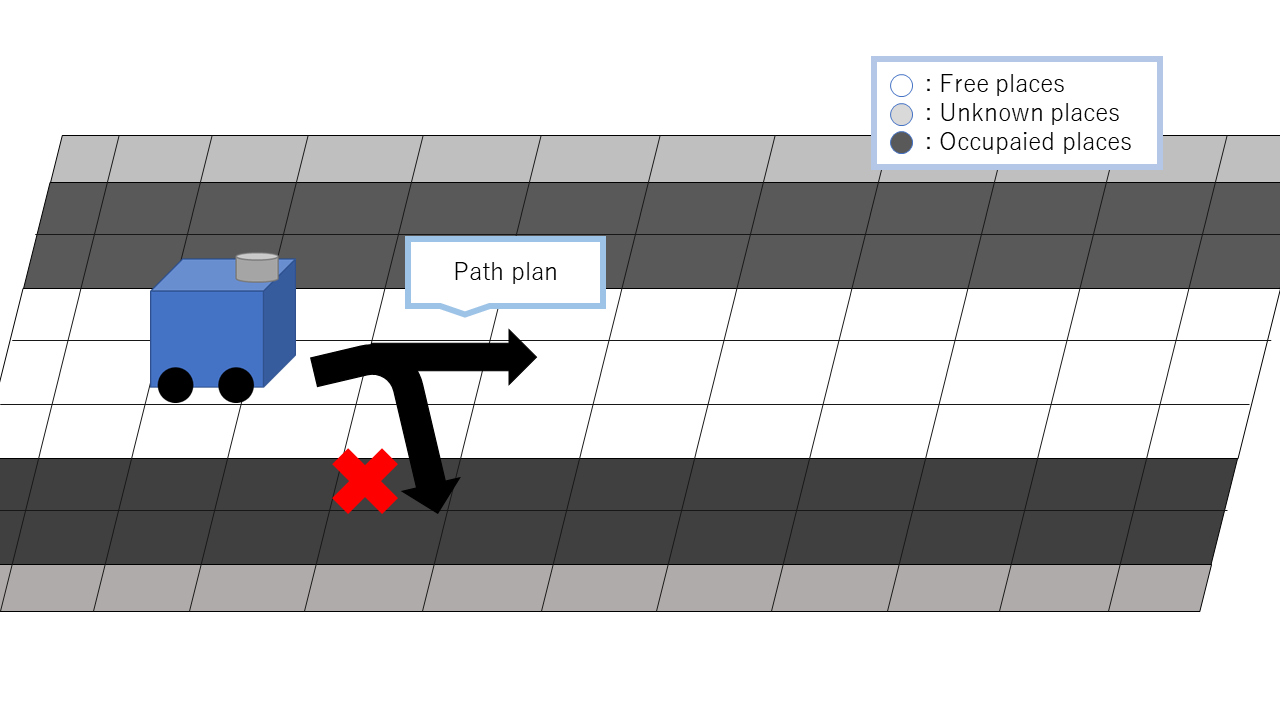 : Free places
: Unknown places
: Occupaied places
Path plan